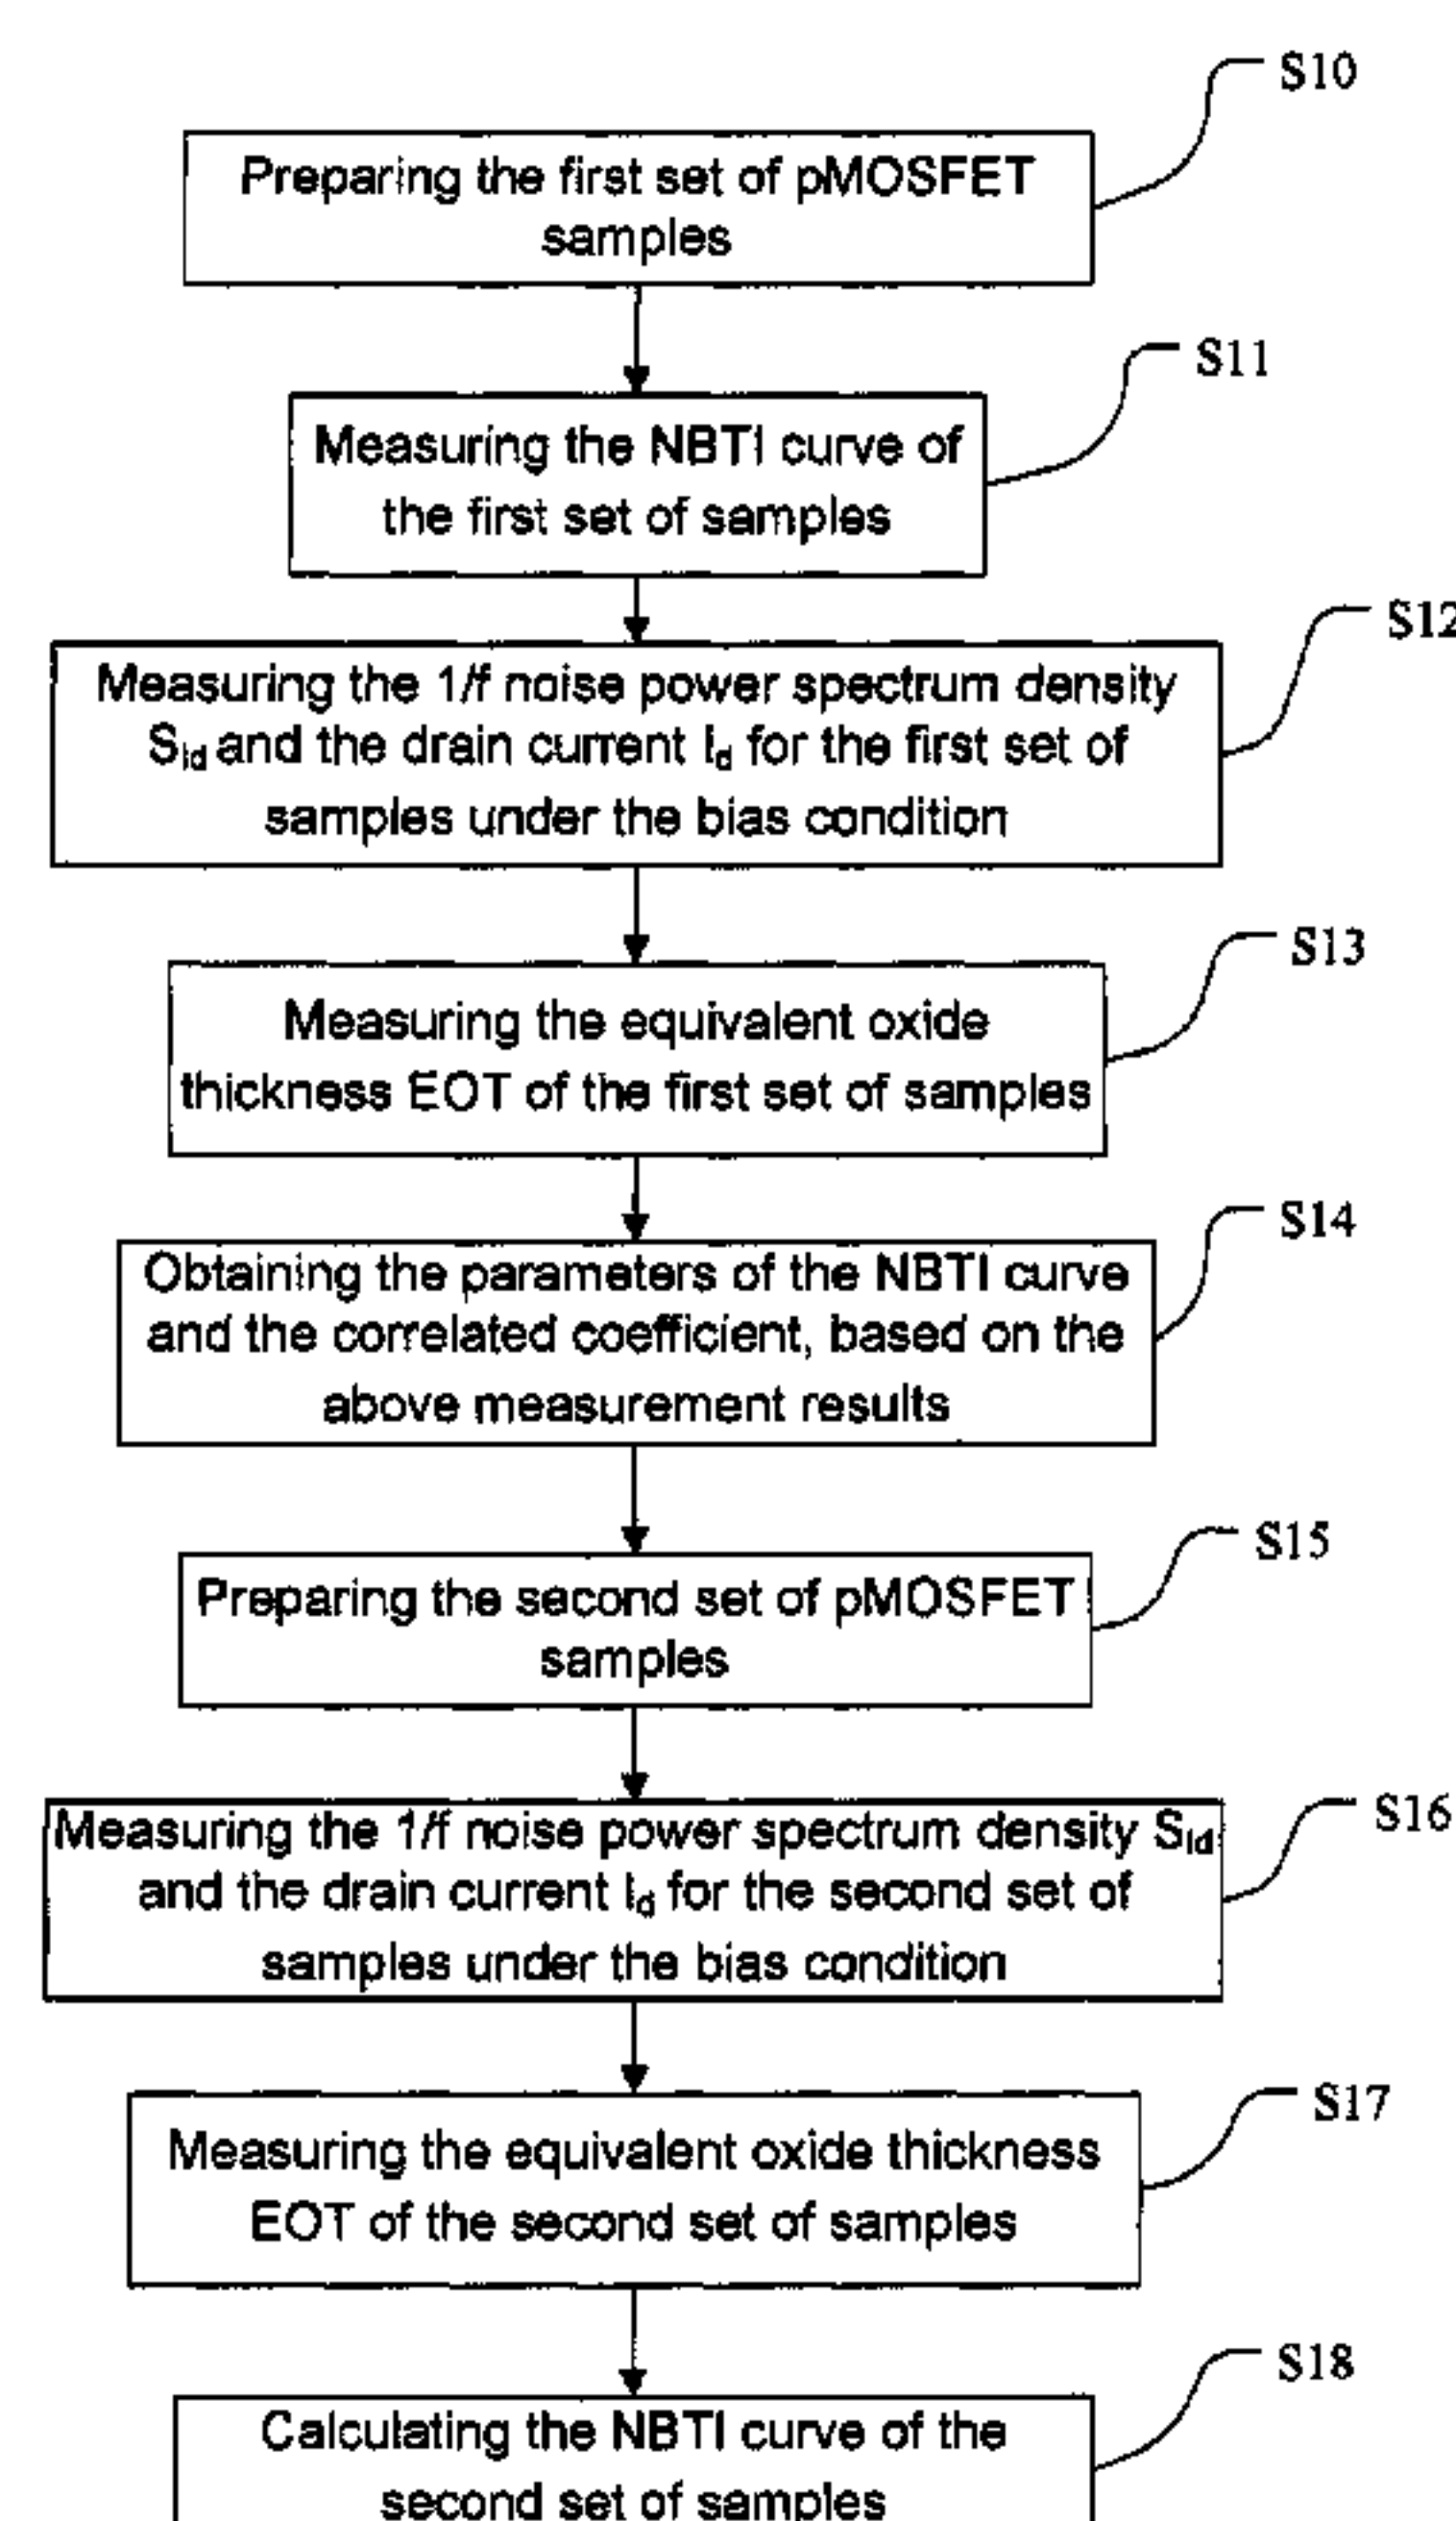 S10
Preparing the first set of pMOSFET
samples
S11
Measuring the NBTI curve of
the first set of samples
S12
Measuring the 1/f noise power spectrum density
S_Id and the drain current I_d for the first set of
samples under the bias condition
S13
Measuring the equivalent oxide
thickness EOT of the first set of samples
S14
Obtaining the parameters of the NBTI curve
and the correlated coefficient, based on the
above measurement results
S15
Preparing the second set of pMOSFET
samples
S16
Measuring the 1/f noise power spectrum density S_Id
and the drain current I_d for the second set of
samples under the bias condition
S17
Measuring the equivalent oxide thickness
EOT of the second set of samples
S18
Calculating the NBTI curve of the
second set of samples